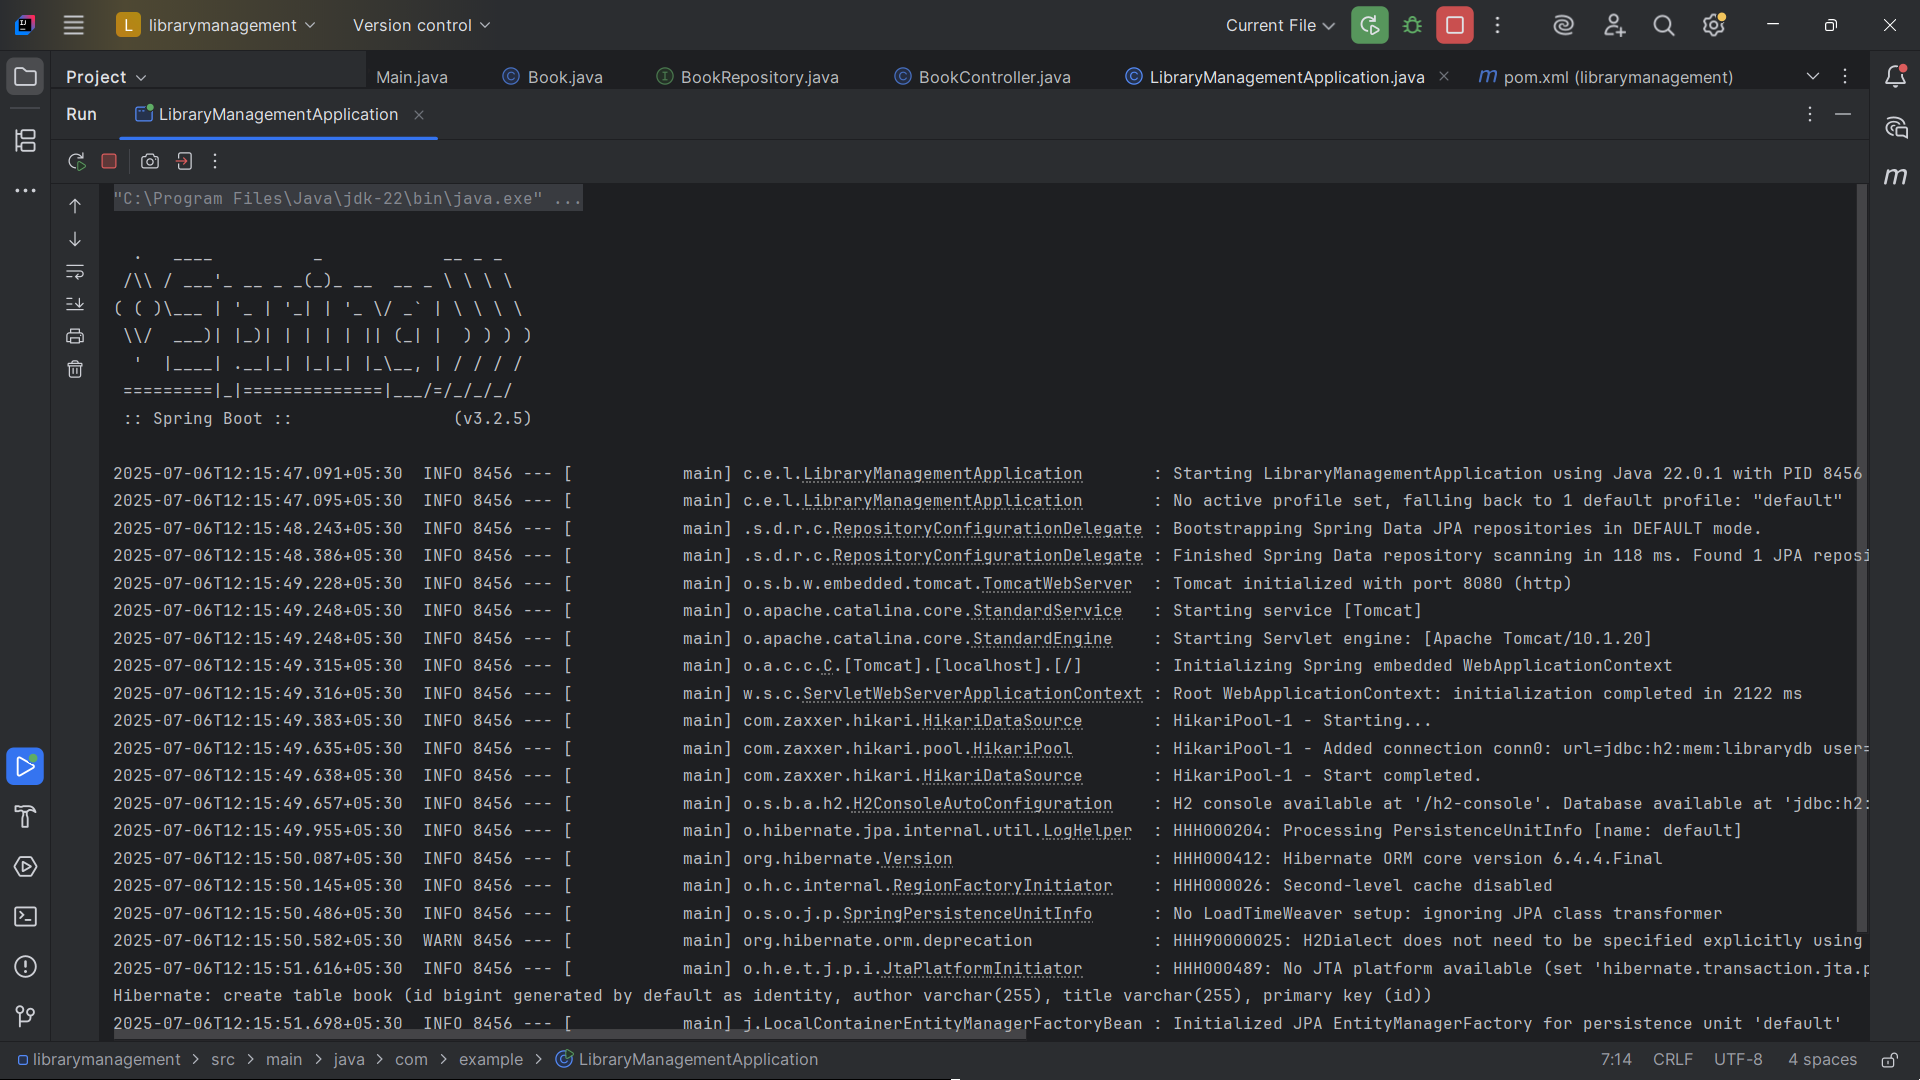 L librarymanagement Version control Current File
Project Main.java Book.java BookRepository.java BookController.java LibraryManagementApplication.java m pom.xml (librarymanagement)
Run LibraryManagementApplication
"C:\Program Files\Java\jdk-22\bin\java.exe" ...
  .   ____          _            __ _ _
 /\\ / ___'_ __ _ _(_)_ __  __ _ \ \ \ \
( ( )\___ | '_ | '_| | '_ \/ _` | \ \ \ \
 \\/  ___)| |_)| | | | | || (_| |  ) ) ) )
  '  |____| .__|_| |_|_| |_\__, | / / / /
 =========|_|==============|___/=/_/_/_/
 :: Spring Boot ::                (v3.2.5)
2025-07-06T12:15:47.091+05:30  INFO 8456 --- [           main] c.e.l.LibraryManagementApplication       : Starting LibraryManagementApplication using Java 22.0.1 with PID 8456
2025-07-06T12:15:47.095+05:30  INFO 8456 --- [           main] c.e.l.LibraryManagementApplication       : No active profile set, falling back to 1 default profile: "default"
2025-07-06T12:15:48.243+05:30  INFO 8456 --- [           main] .s.d.r.c.RepositoryConfigurationDelegate : Bootstrapping Spring Data JPA repositories in DEFAULT mode.
2025-07-06T12:15:48.386+05:30  INFO 8456 --- [           main] .s.d.r.c.RepositoryConfigurationDelegate : Finished Spring Data repository scanning in 118 ms. Found 1 JPA reposi
2025-07-06T12:15:49.228+05:30  INFO 8456 --- [           main] o.s.b.w.embedded.tomcat.TomcatWebServer  : Tomcat initialized with port 8080 (http)
2025-07-06T12:15:49.248+05:30  INFO 8456 --- [           main] o.apache.catalina.core.StandardService   : Starting service [Tomcat]
2025-07-06T12:15:49.248+05:30  INFO 8456 --- [           main] o.apache.catalina.core.StandardEngine    : Starting Servlet engine: [Apache Tomcat/10.1.20]
2025-07-06T12:15:49.315+05:30  INFO 8456 --- [           main] o.a.c.c.C.[Tomcat].[localhost].[/]       : Initializing Spring embedded WebApplicationContext
2025-07-06T12:15:49.316+05:30  INFO 8456 --- [           main] w.s.c.ServletWebServerApplicationContext : Root WebApplicationContext: initialization completed in 2122 ms
2025-07-06T12:15:49.383+05:30  INFO 8456 --- [           main] com.zaxxer.hikari.HikariDataSource       : HikariPool-1 - Starting...
2025-07-06T12:15:49.635+05:30  INFO 8456 --- [           main] com.zaxxer.hikari.pool.HikariPool        : HikariPool-1 - Added connection conn0: url=jdbc:h2:mem:librarydb user=
2025-07-06T12:15:49.638+05:30  INFO 8456 --- [           main] com.zaxxer.hikari.HikariDataSource       : HikariPool-1 - Start completed.
2025-07-06T12:15:49.657+05:30  INFO 8456 --- [           main] o.s.b.a.h2.H2ConsoleAutoConfiguration    : H2 console available at '/h2-console'. Database available at 'jdbc:h2:
2025-07-06T12:15:49.955+05:30  INFO 8456 --- [           main] o.hibernate.jpa.internal.util.LogHelper  : HHH000204: Processing PersistenceUnitInfo [name: default]
2025-07-06T12:15:50.087+05:30  INFO 8456 --- [           main] org.hibernate.Version                    : HHH000412: Hibernate ORM core version 6.4.4.Final
2025-07-06T12:15:50.145+05:30  INFO 8456 --- [           main] o.h.c.internal.RegionFactoryInitiator    : HHH000026: Second-level cache disabled
2025-07-06T12:15:50.486+05:30  INFO 8456 --- [           main] o.s.o.j.p.SpringPersistenceUnitInfo      : No LoadTimeWeaver setup: ignoring JPA class transformer
2025-07-06T12:15:50.582+05:30  WARN 8456 --- [           main] org.hibernate.orm.deprecation            : HHH90000025: H2Dialect does not need to be specified explicitly using
2025-07-06T12:15:51.616+05:30  INFO 8456 --- [           main] o.h.e.t.j.p.i.JtaPlatformInitiator       : HHH000489: No JTA platform available (set 'hibernate.transaction.jta.p
Hibernate: create table book (id bigint generated by default as identity, author varchar(255), title varchar(255), primary key (id))
2025-07-06T12:15:51.698+05:30  INFO 8456 --- [           main] j.LocalContainerEntityManagerFactoryBean : Initialized JPA EntityManagerFactory for persistence unit 'default'
librarymanagement > src > main > java > com > example > LibraryManagementApplication 7:14 CRLF UTF-8 4 spaces